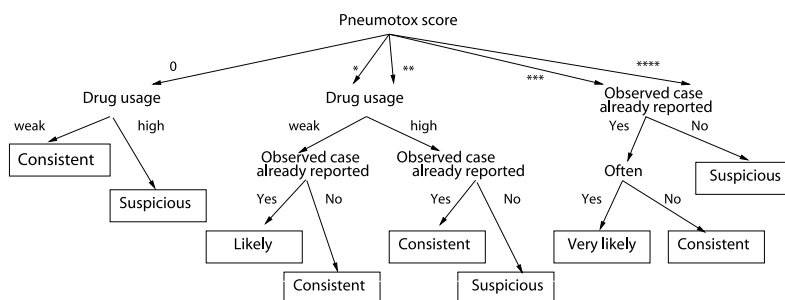 Pneumotox score
0
*
**
***
****
Drug usage
Drug usage
Observed case
already reported
weak
high
weak
high
Yes
No
Consistent
Observed case
already reported
Observed case
already reported
Often
Suspicious
Suspicious
Yes
No
Yes
No
Yes
No
Likely
Consistent
Very likely
Consistent
Consistent
Suspicious